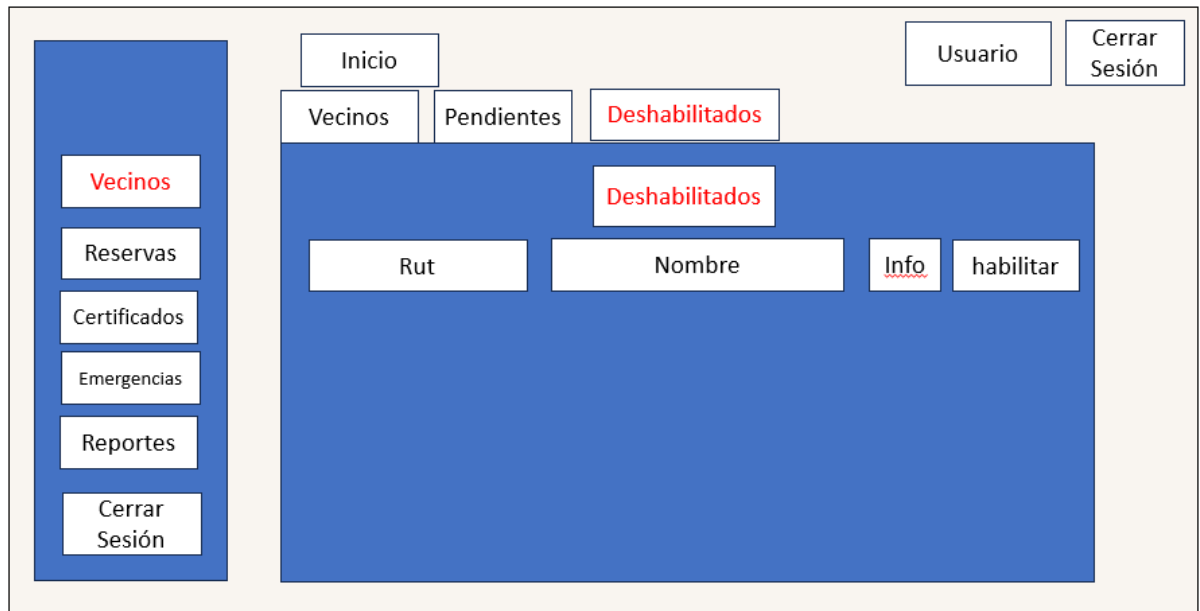 Inicio
Usuario
Cerrar
Sesión
Vecinos
Pendientes
Deshabilitados
Vecinos
Reservas
Certificados
Emergencias
Reportes
Cerrar
Sesión
Deshabilitados
Rut
Nombre
Info
habilitar